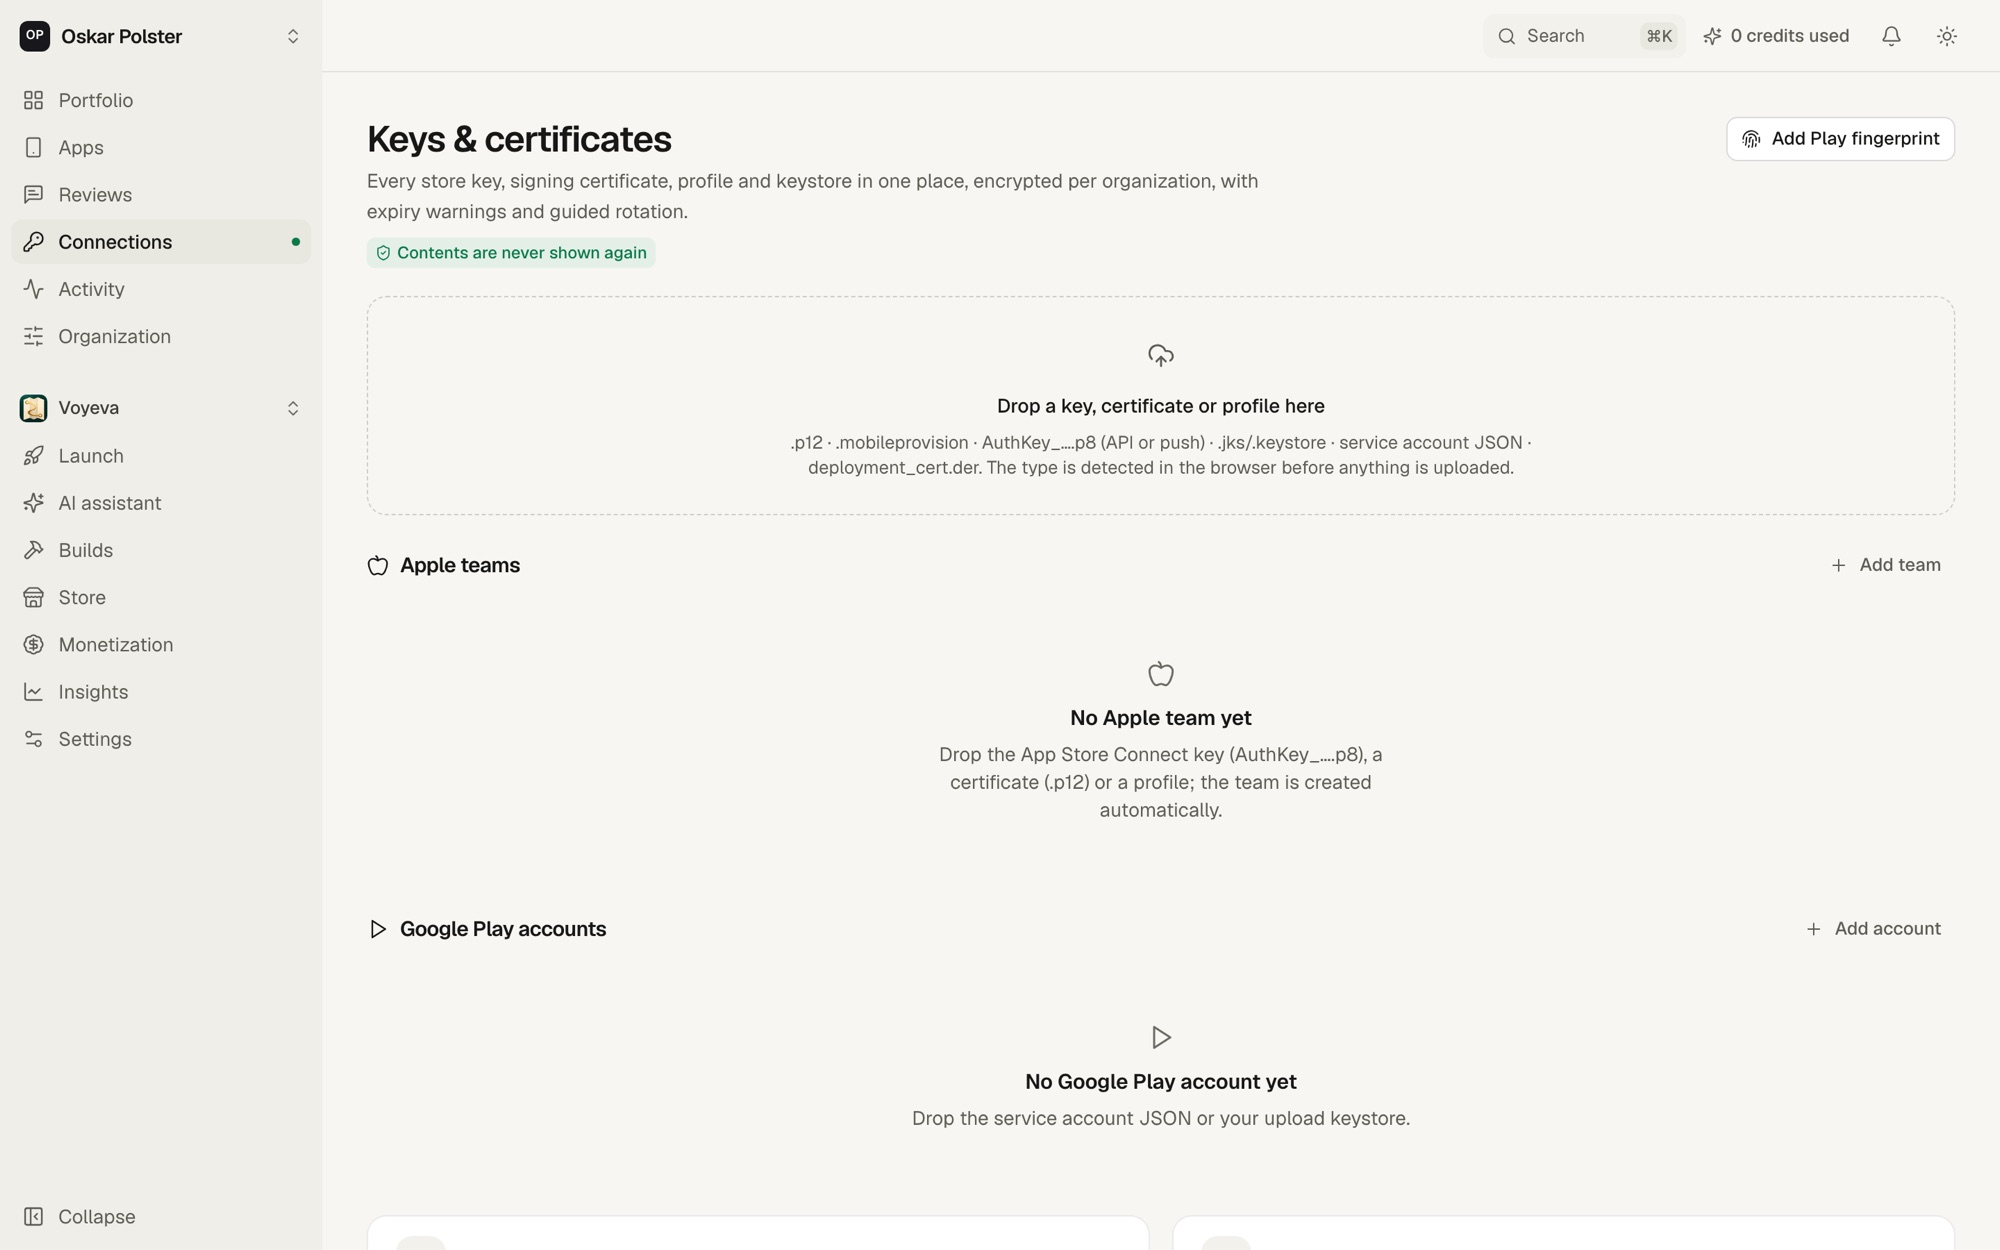 OP Oskar Polster
Portfolio
Apps
Reviews
Connections
Activity
Organization
Voyeva
Launch
AI assistant
Builds
Store
Monetization
Insights
Settings
Collapse
Search ⌘K 0 credits used
Keys & certificates
Add Play fingerprint
Every store key, signing certificate, profile and keystore in one place, encrypted per organization, with
expiry warnings and guided rotation.
Contents are never shown again
Drop a key, certificate or profile here
.p12 · .mobileprovision · AuthKey_….p8 (API or push) · .jks/.keystore · service account JSON ·
deployment_cert.der. The type is detected in the browser before anything is uploaded.
Apple teams
Add team
No Apple team yet
Drop the App Store Connect key (AuthKey_….p8), a
certificate (.p12) or a profile; the team is created
automatically.
Google Play accounts
Add account
No Google Play account yet
Drop the service account JSON or your upload keystore.